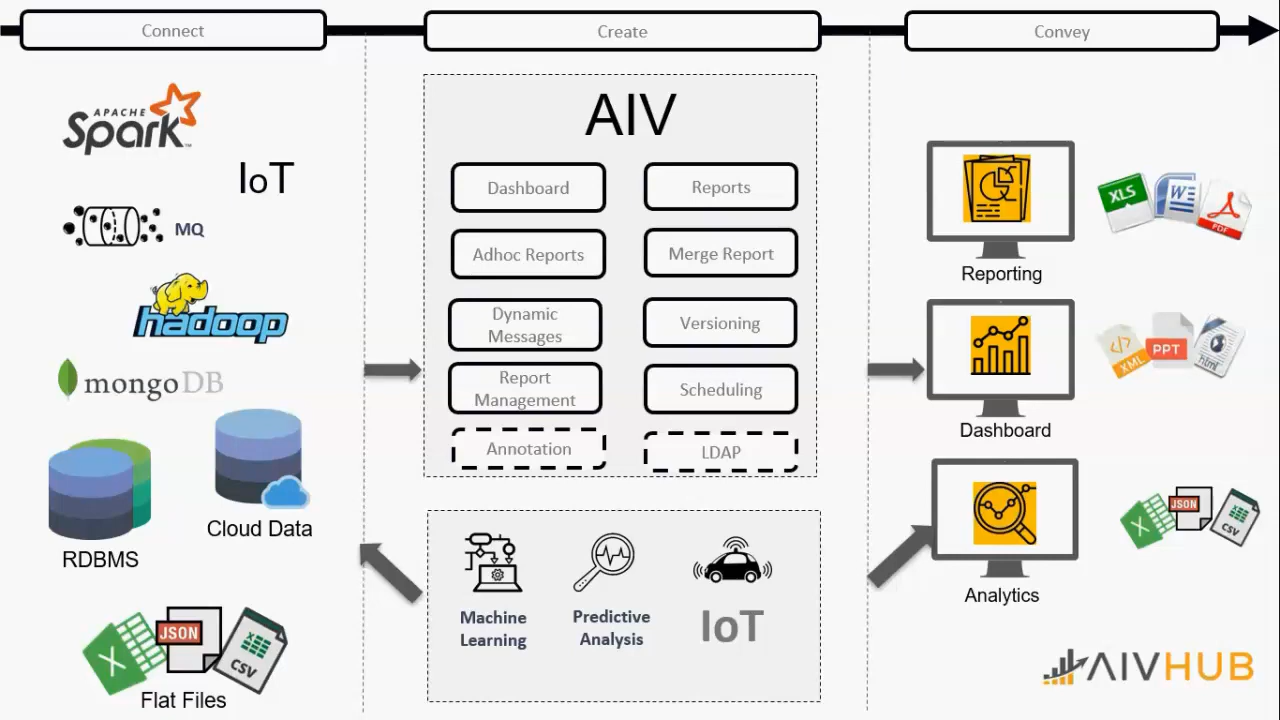 Connect
Create
Convey
APACHE
Spark
IoT
MQ
hadoop
mongoDB
RDBMS
Cloud Data
JSON
X
CSV
Flat Files
AIV
Dashboard
Reports
Adhoc Reports
Merge Report
Dynamic
Messages
Versioning
Report
Management
Scheduling
Annotation
LDAP
Machine
Learning
Predictive
Analysis
IoT
Reporting
XLS
W
PDF
Dashboard
</>
XML
PPT
html
Analytics
X
JSON
CSV
AIVHUB